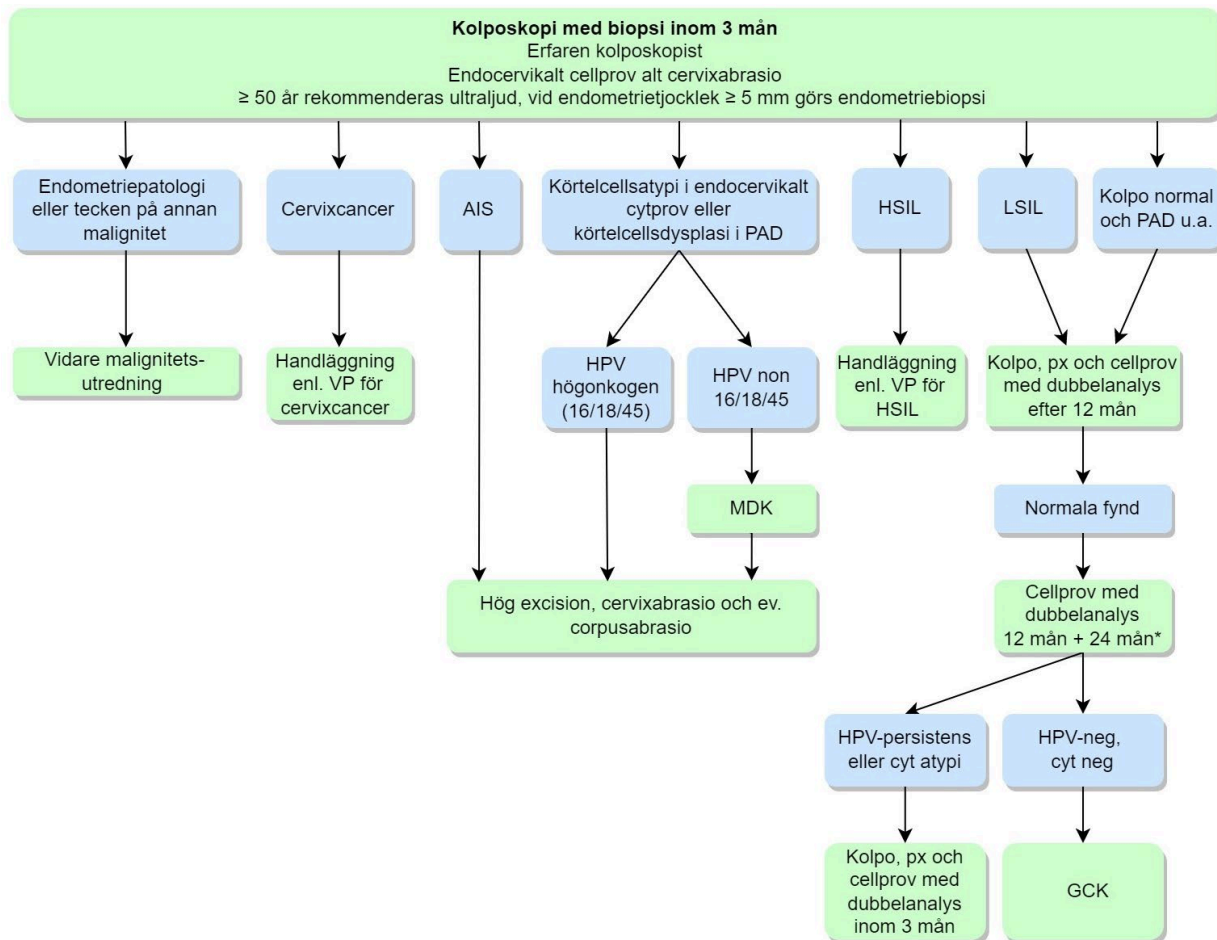 Kolposkopi med biopsi inom 3 mån
Erfaren kolposkopist
Endocervikalt cellprov alt cervixabrasio
≥ 50 år rekommenderas ultraljud, vid endometrietjocklek ≥ 5 mm görs endometriebiopsi
Endometriepatologi
eller tecken på annan
malignitet
Cervixcancer
AIS
Körtelcellsatypi i endocervikalt
cytprov eller
körtelcellsdysplasi i PAD
HSIL
LSIL
Kolpo normal
och PAD u.a.
Vidare malignitets-
utredning
Handläggning
enl. VP för
cervixcancer
HPV
högonkogen
(16/18/45)
HPV non
16/18/45
Handläggning
enl. VP för
HSIL
Kolpo, px och cellprov
med dubbelanalys
efter 12 mån
MDK
Normala fynd
Hög excision, cervixabrasio och ev.
corpusabrasio
Cellprov med
dubbelanalys
12 mån + 24 mån*
HPV-persistens
eller cyt atypi
HPV-neg,
cyt neg
Kolpo, px och
cellprov med
dubbelanalys
inom 3 mån
GCK